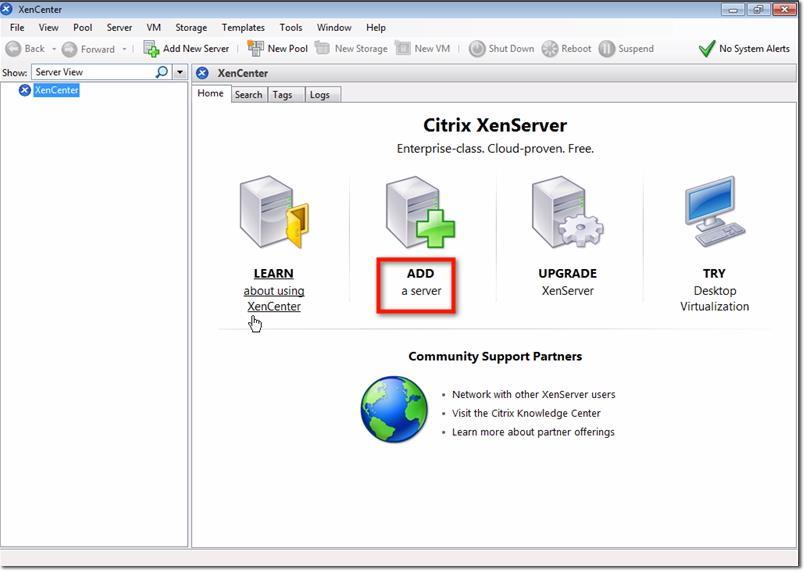 XenCenter
File View Pool Server VM Storage Templates Tools Window Help
Back Forward Add New Server New Pool New Storage New VM Shut Down Reboot Suspend No System Alerts
Show: Server View
XenCenter
XenCenter
Home Search Tags Logs
Citrix XenServer
Enterprise-class. Cloud-proven. Free.
LEARN
about using
XenCenter
ADD
a server
UPGRADE
XenServer
TRY
Desktop
Virtualization
Community Support Partners
Network with other XenServer users
Visit the Citrix Knowledge Center
Learn more about partner offerings